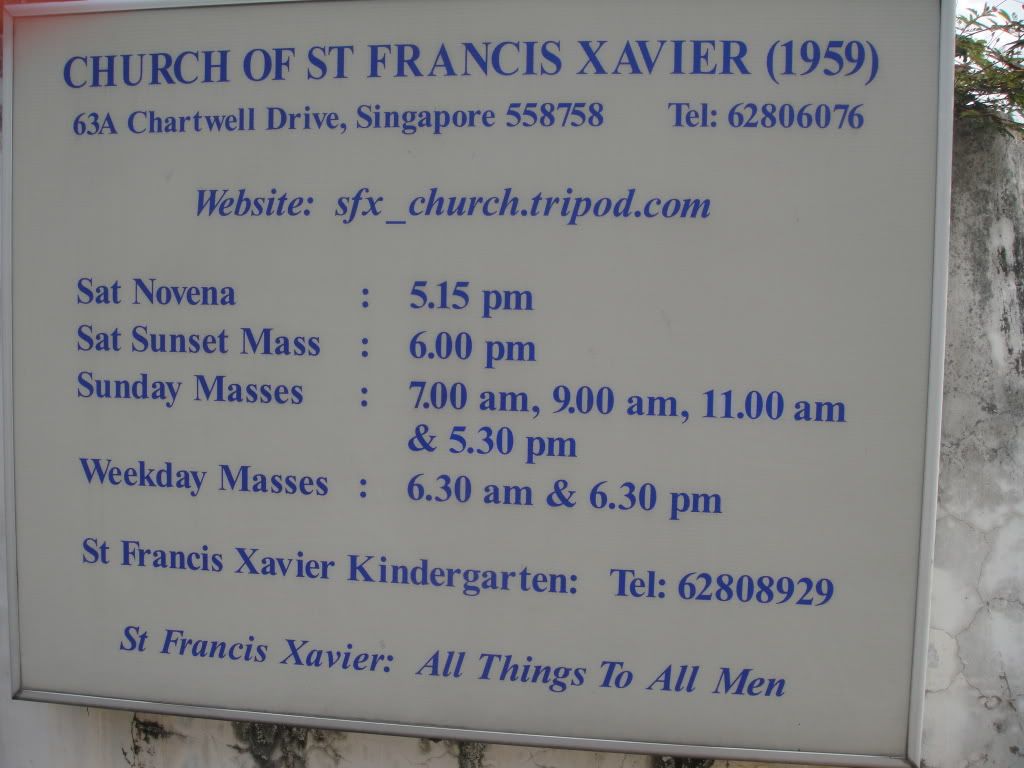 CHURCH OF ST FRANCIS XAVIER (1959)
63A Chartwell Drive, Singapore 558758 Tel: 62806076
Website: sfx_church.tripod.com
Sat Novena : 5.15 pm
Sat Sunset Mass : 6.00 pm
Sunday Masses : 7.00 am, 9.00 am, 11.00 am
& 5.30 pm
Weekday Masses : 6.30 am & 6.30 pm
St Francis Xavier Kindergarten: Tel: 62808929
St Francis Xavier: All Things To All Men